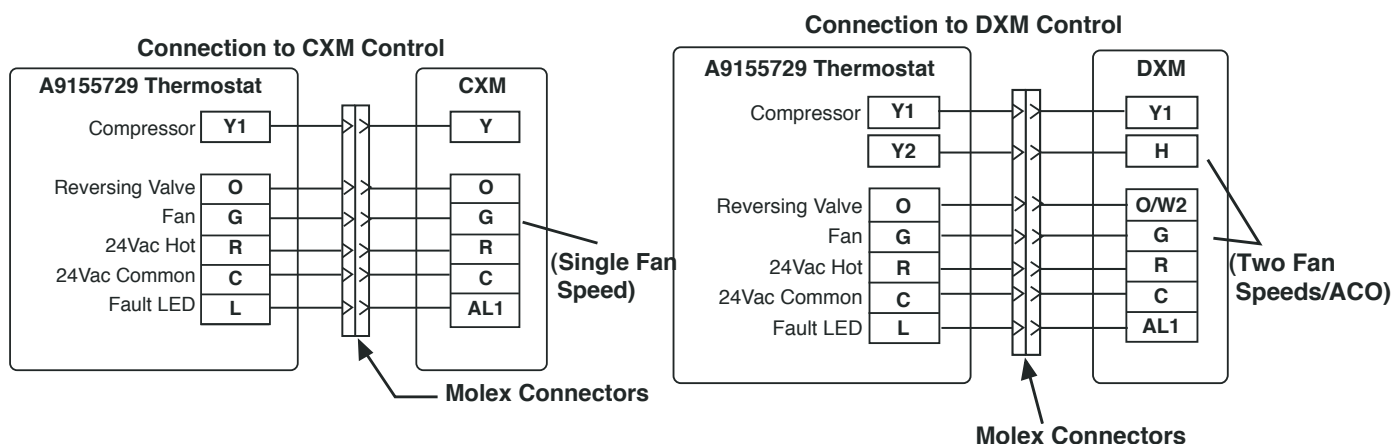 Connection to CXM Control
A9155729 Thermostat
CXM
Compressor Y1
Y
Reversing Valve O
O
Fan G
G
24Vac Hot R
R
24Vac Common C
C
Fault LED L
AL1
(Single Fan
Speed)
Molex Connectors
Connection to DXM Control
A9155729 Thermostat
DXM
Compressor Y1
Y1
Y2
H
Reversing Valve O
O/W2
Fan G
G
24Vac Hot R
R
24Vac Common C
C
Fault LED L
AL1
(Two Fan
Speeds/ACO)
Molex Connectors